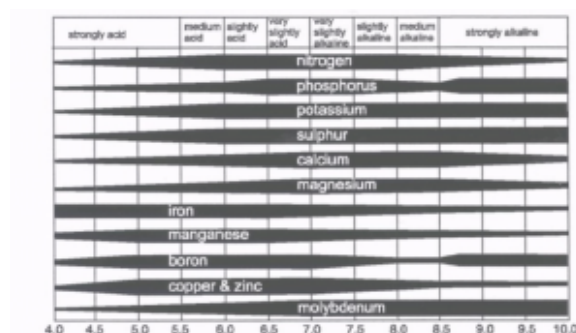 strongly acid
medium acid
slightly acid
very slightly acid
very slightly alkaline
slightly alkaline
medium alkaline
strongly alkaline
nitrogen
phosphorus
potassium
sulphur
calcium
magnesium
iron
manganese
boron
copper & zinc
molybdenum
4.0 4.5 5.0 5.5 6.0 6.5 7.0 7.5 8.0 8.5 9.0 9.5 10.0